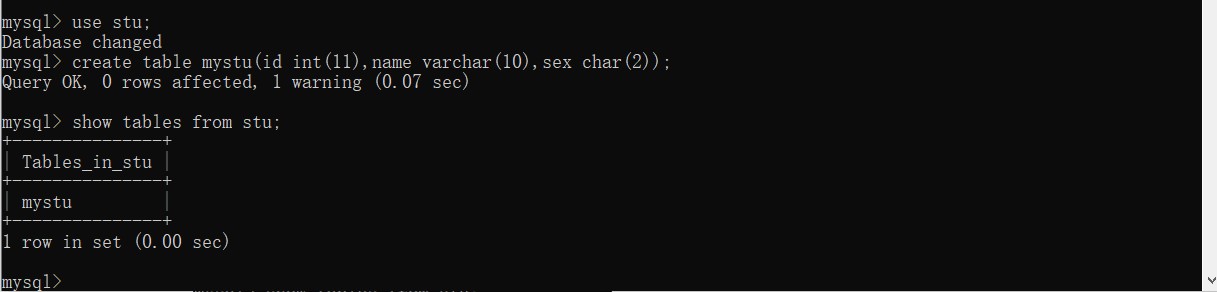 mysql> use stu;
Database changed
mysql> create table mystu(id int(11),name varchar(10),sex char(2));
Query OK, 0 rows affected, 1 warning (0.07 sec)
mysql> show tables from stu;
+---------------+
| Tables_in_stu |
+---------------+
| mystu         |
+---------------+
1 row in set (0.00 sec)
mysql>